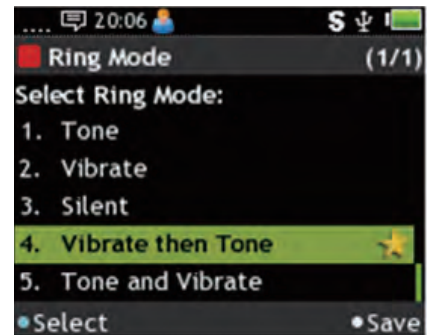 .... 20:06 S
Ring Mode (1/1)
Select Ring Mode:
1. Tone
2. Vibrate
3. Silent
4. Vibrate then Tone
5. Tone and Vibrate
Select Save